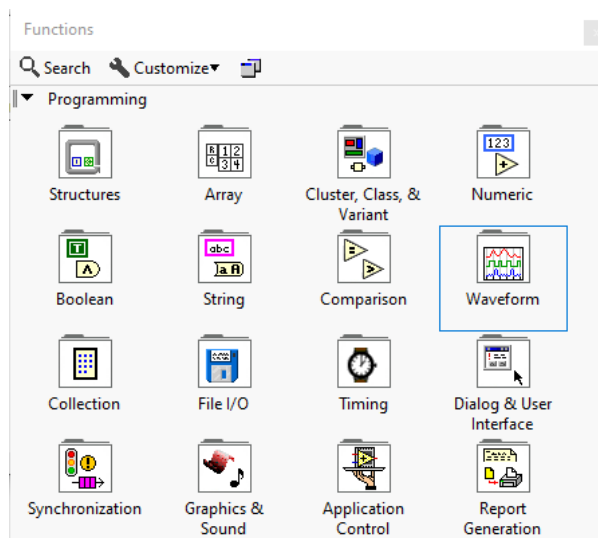 Functions
Search Customize
Programming
Structures Array Cluster, Class, & Variant Numeric
Boolean String Comparison Waveform
Collection File I/O Timing Dialog & User Interface
Synchronization Graphics & Sound Application Control Report Generation